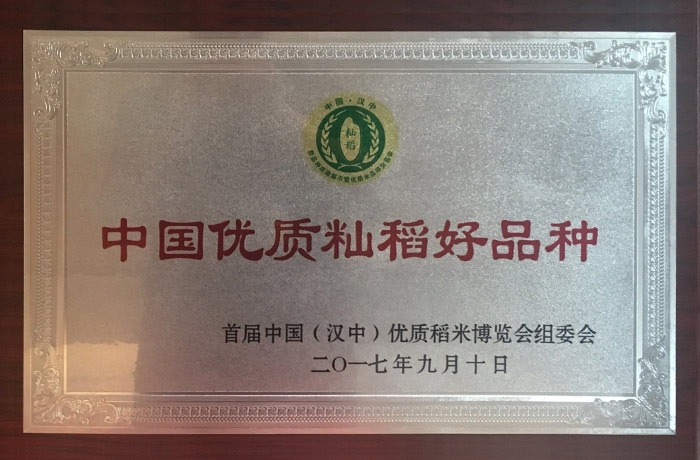 中国·汉中
籼稻
中国优质籼稻好品种
首届中国（汉中）优质稻米博览会组委会
二〇一七年九月十日